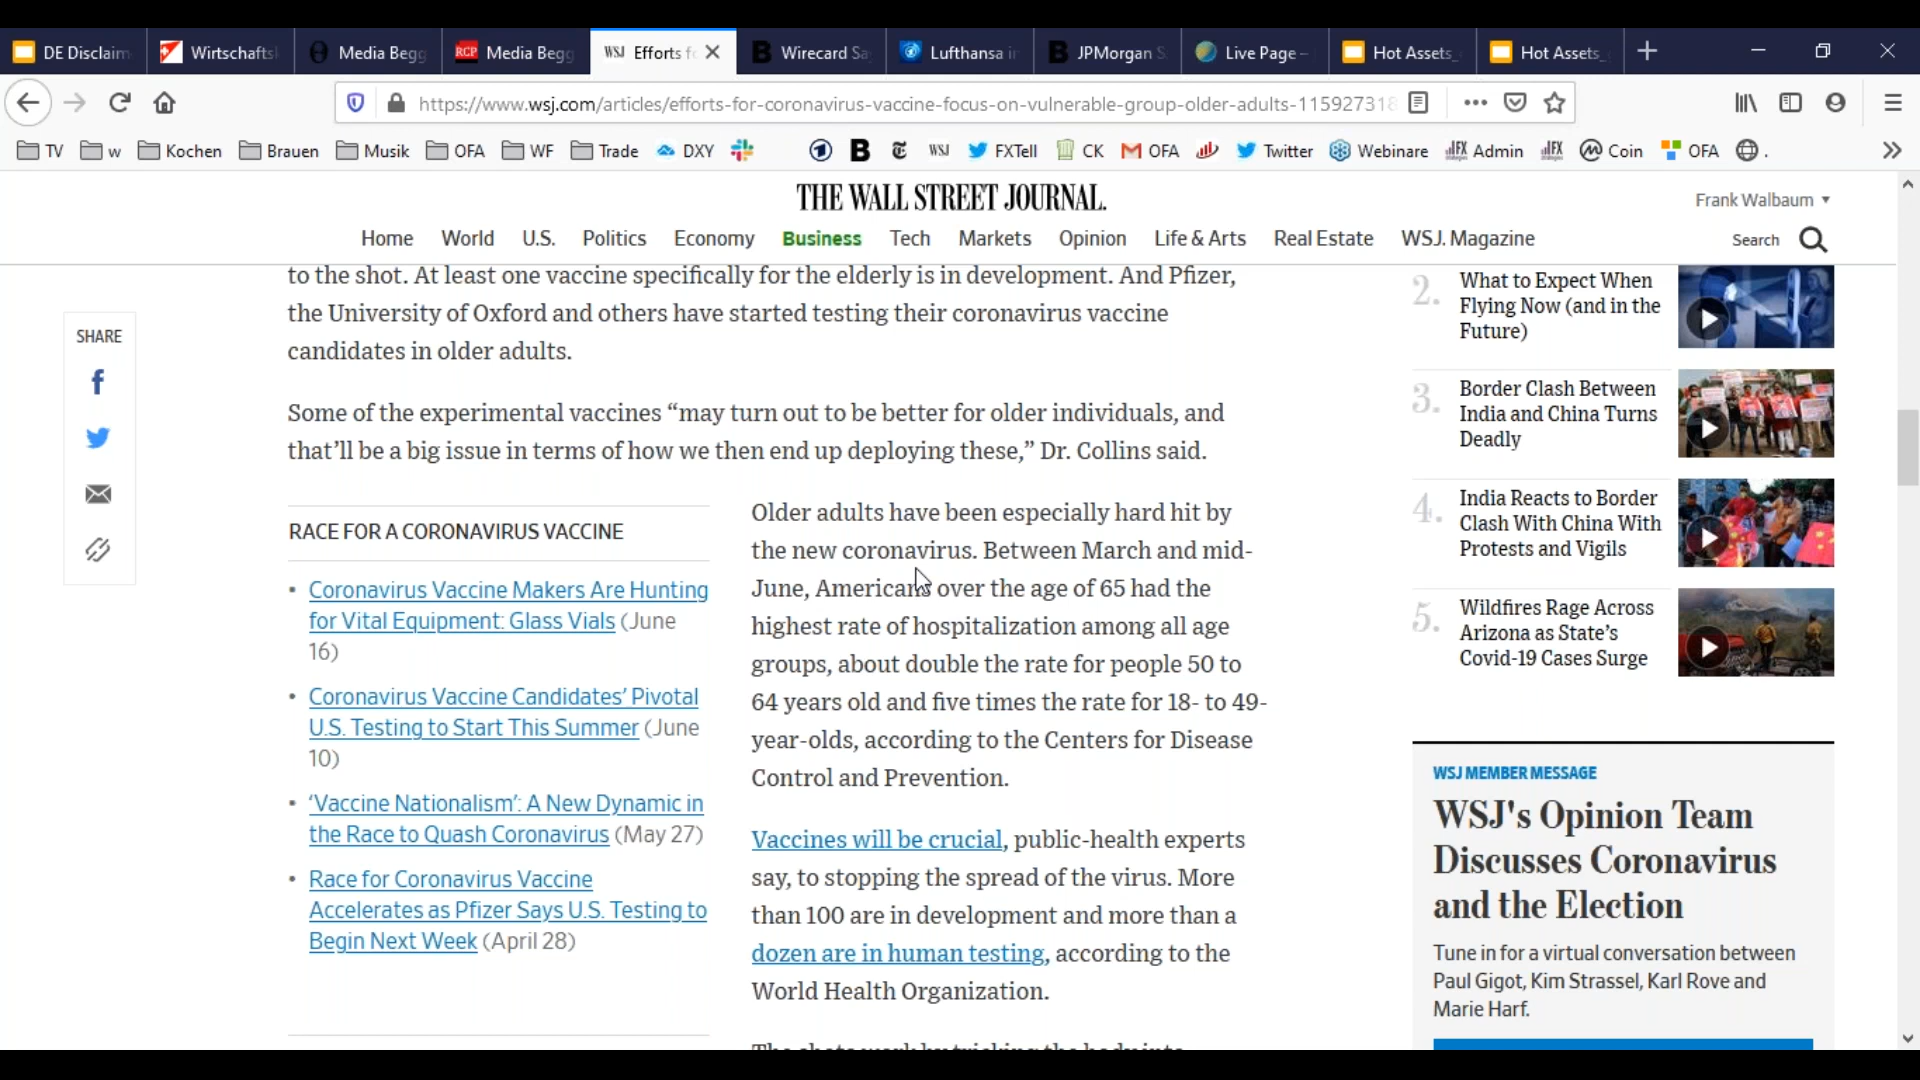 DE Disclaim
Wirtschafts
Media Begg
RCP Media Begg
WSJ Efforts f
Wirecard Sa
Lufthansa i
JPMorgan S
Live Page –
Hot Assets_
Hot Assets_
https://www.wsj.com/articles/efforts-for-coronavirus-vaccine-focus-on-vulnerable-group-older-adults-115927318
TV
w
Kochen
Brauen
Musik
OFA
WF
Trade
DXY
B
WSJ
FXTell
CK
OFA
Twitter
Webinare
Admin
Coin
OFA
.
THE WALL STREET JOURNAL.
Frank Walbaum
Home World U.S. Politics Economy Business Tech Markets Opinion Life & Arts Real Estate WSJ. Magazine
Search
to the shot. At least one vaccine specifically for the elderly is in development. And Pfizer,
the University of Oxford and others have started testing their coronavirus vaccine
candidates in older adults.
Some of the experimental vaccines “may turn out to be better for older individuals, and
that’ll be a big issue in terms of how we then end up deploying these,” Dr. Collins said.
SHARE
RACE FOR A CORONAVIRUS VACCINE
• Coronavirus Vaccine Makers Are Hunting
for Vital Equipment: Glass Vials (June
16)
• Coronavirus Vaccine Candidates’ Pivotal
U.S. Testing to Start This Summer (June
10)
• ‘Vaccine Nationalism’: A New Dynamic in
the Race to Quash Coronavirus (May 27)
• Race for Coronavirus Vaccine
Accelerates as Pfizer Says U.S. Testing to
Begin Next Week (April 28)
Older adults have been especially hard hit by
the new coronavirus. Between March and mid-
June, Americans over the age of 65 had the
highest rate of hospitalization among all age
groups, about double the rate for people 50 to
64 years old and five times the rate for 18- to 49-
year-olds, according to the Centers for Disease
Control and Prevention.
Vaccines will be crucial, public-health experts
say, to stopping the spread of the virus. More
than 100 are in development and more than a
dozen are in human testing, according to the
World Health Organization.
The shots work by tricking the body into
2. What to Expect When
Flying Now (and in the
Future)
3. Border Clash Between
India and China Turns
Deadly
4. India Reacts to Border
Clash With China With
Protests and Vigils
5. Wildfires Rage Across
Arizona as State’s
Covid-19 Cases Surge
WSJ MEMBER MESSAGE
WSJ's Opinion Team
Discusses Coronavirus
and the Election
Tune in for a virtual conversation between
Paul Gigot, Kim Strassel, Karl Rove and
Marie Harf.